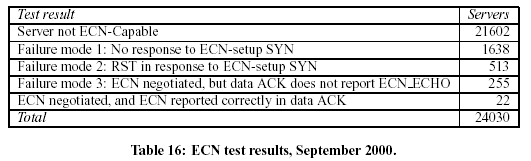 Test result Servers
Server not ECN-Capable 21602
Failure mode 1: No response to ECN-setup SYN 1638
Failure mode 2: RST in response to ECN-setup SYN 513
Failure mode 3: ECN negotiated, but data ACK does not report ECN_ECHO 255
ECN negotiated, and ECN reported correctly in data ACK 22
Total 24030
Table 16: ECN test results, September 2000.